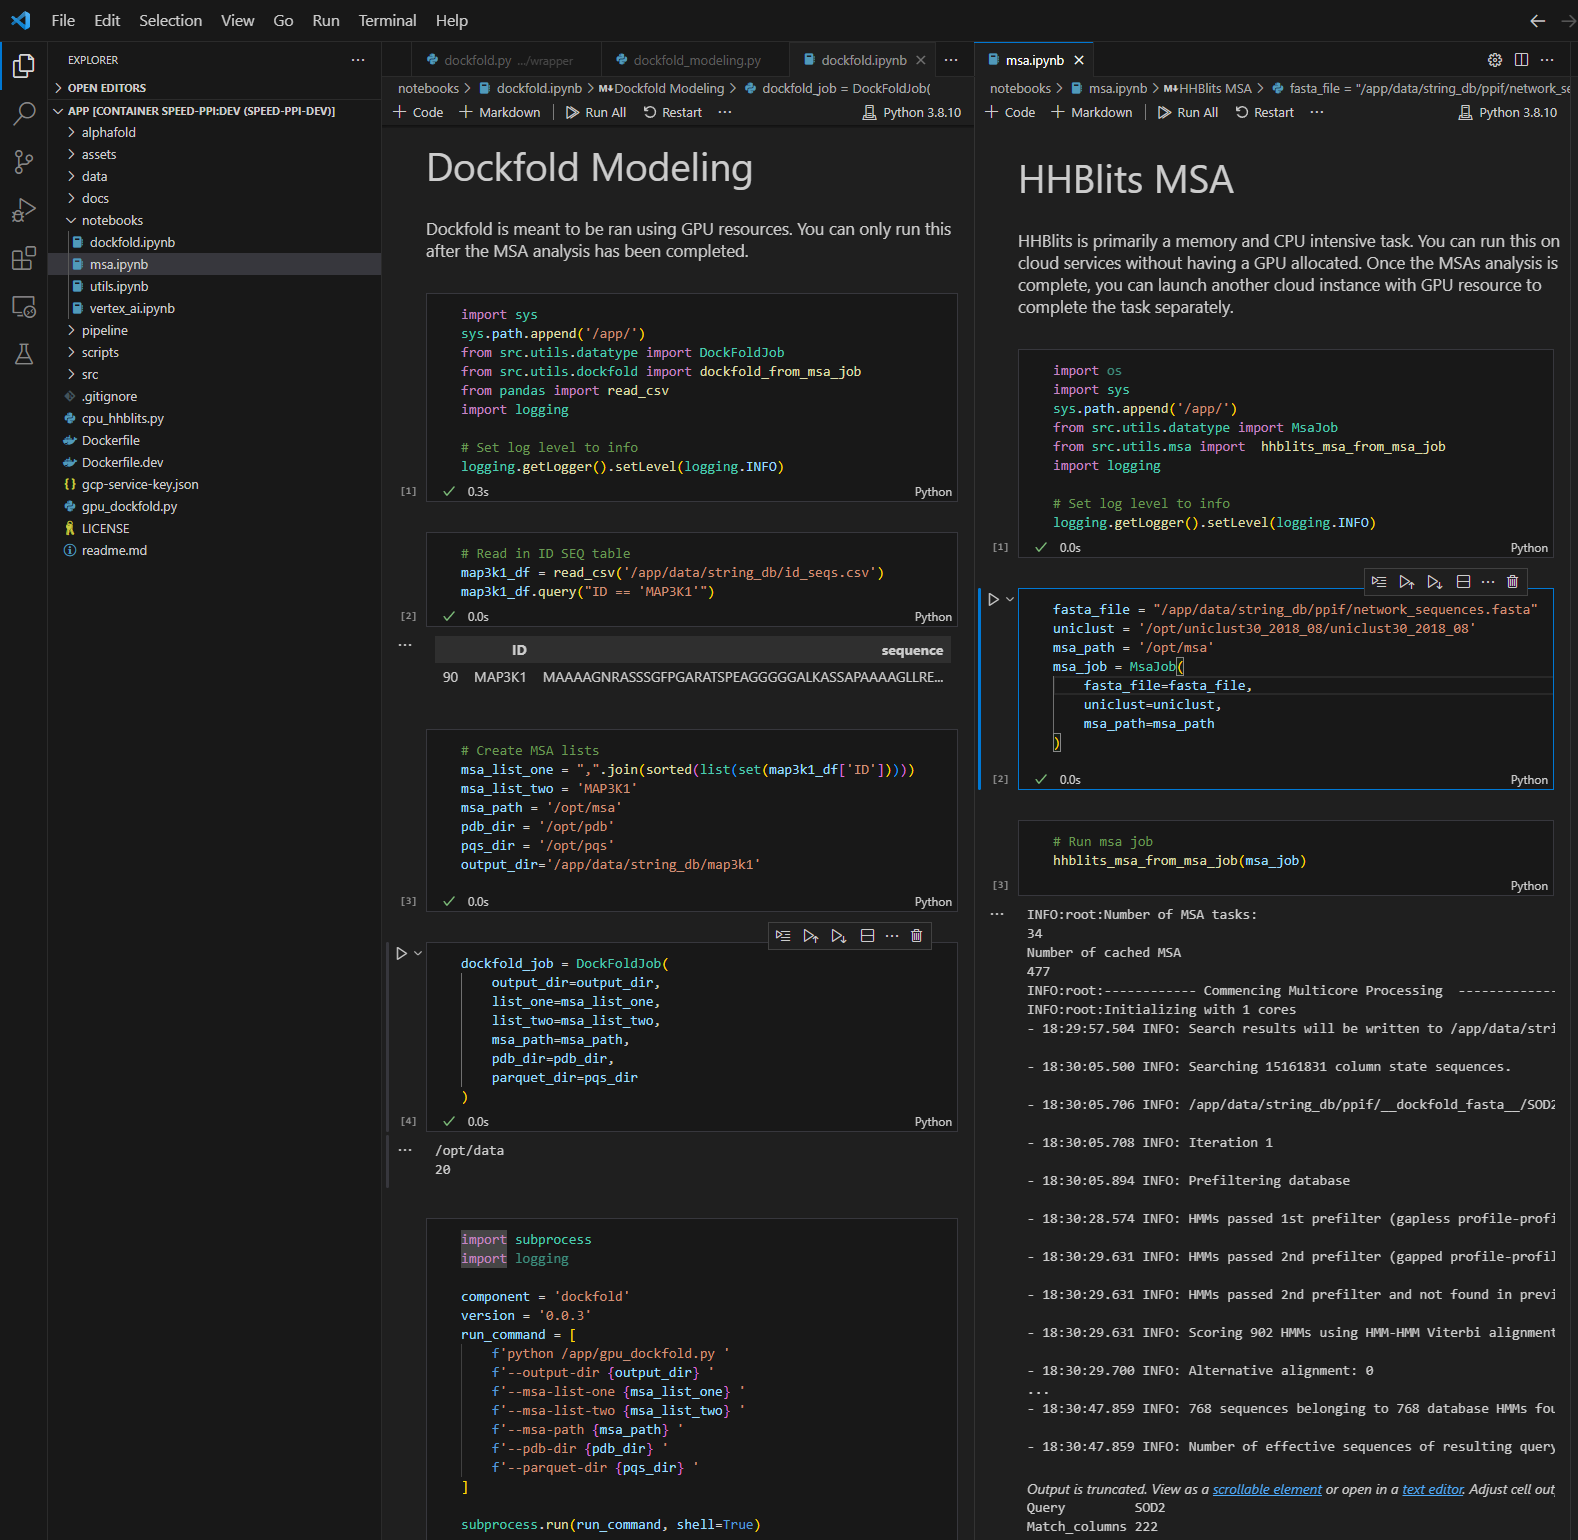 File Edit Selection View Go Run Terminal Help
EXPLORER
OPEN EDITORS
APP [CONTAINER SPEED-PPI:DEV (SPEED-PPI-DEV)]
alphafold
assets
data
docs
notebooks
dockfold.ipynb
msa.ipynb
utils.ipynb
vertex_ai.ipynb
pipeline
scripts
src
.gitignore
cpu_hhblits.py
Dockerfile
Dockerfile.dev
gcp-service-key.json
gpu_dockfold.py
LICENSE
readme.md
dockfold.py .../wrapper
dockfold_modeling.py
dockfold.ipynb
notebooks > dockfold.ipynb > M↓Dockfold Modeling > dockfold_job = DockFoldJob(
+ Code + Markdown Run All Restart ... Python 3.8.10
Dockfold Modeling
Dockfold is meant to be ran using GPU resources. You can only run this
after the MSA analysis has been completed.
import sys
sys.path.append('/app/')
from src.utils.datatype import DockFoldJob
from src.utils.dockfold import dockfold_from_msa_job
from pandas import read_csv
import logging
# Set log level to info
logging.getLogger().setLevel(logging.INFO)
[1] 0.3s Python
# Read in ID SEQ table
map3k1_df = read_csv('/app/data/string_db/id_seqs.csv')
map3k1_df.query("ID == 'MAP3K1'")
[2] 0.0s Python
ID sequence
90 MAP3K1 MAAAAGNRASSSGFPGARATSPEAGGGGGALKASSAPAAAAGLLRE...
# Create MSA lists
msa_list_one = ",".join(sorted(list(set(map3k1_df['ID']))))
msa_list_two = 'MAP3K1'
msa_path = '/opt/msa'
pdb_dir = '/opt/pdb'
pqs_dir = '/opt/pqs'
output_dir='/app/data/string_db/map3k1'
[3] 0.0s Python
dockfold_job = DockFoldJob(
output_dir=output_dir,
list_one=msa_list_one,
list_two=msa_list_two,
msa_path=msa_path,
pdb_dir=pdb_dir,
parquet_dir=pqs_dir
)
[4] 0.0s Python
/opt/data
20
import subprocess
import logging
component = 'dockfold'
version = '0.0.3'
run_command = [
f'python /app/gpu_dockfold.py '
f'--output-dir {output_dir} '
f'--msa-list-one {msa_list_one} '
f'--msa-list-two {msa_list_two} '
f'--msa-path {msa_path} '
f'--pdb-dir {pdb_dir} '
f'--parquet-dir {pqs_dir} '
]
subprocess.run(run_command, shell=True)
msa.ipynb
notebooks > msa.ipynb > M↓HHBlits MSA > fasta_file = "/app/data/string_db/ppif/network_se
+ Code + Markdown Run All Restart ... Python 3.8.10
HHBlits MSA
HHBlits is primarily a memory and CPU intensive task. You can run this on
cloud services without having a GPU allocated. Once the MSAs analysis is
complete, you can launch another cloud instance with GPU resource to
complete the task separately.
import os
import sys
sys.path.append('/app/')
from src.utils.datatype import MsaJob
from src.utils.msa import  hhblits_msa_from_msa_job
import logging
# Set log level to info
logging.getLogger().setLevel(logging.INFO)
[1] 0.0s Python
fasta_file = "/app/data/string_db/ppif/network_sequences.fasta"
uniclust = '/opt/uniclust30_2018_08/uniclust30_2018_08'
msa_path = '/opt/msa'
msa_job = MsaJob(
fasta_file=fasta_file,
uniclust=uniclust,
msa_path=msa_path
)
[2] 0.0s Python
# Run msa job
hhblits_msa_from_msa_job(msa_job)
[3] Python
INFO:root:Number of MSA tasks:
34
Number of cached MSA
477
INFO:root:------------ Commencing Multicore Processing  -------------
INFO:root:Initializing with 1 cores
- 18:29:57.504 INFO: Search results will be written to /app/data/stri
- 18:30:05.500 INFO: Searching 15161831 column state sequences.
- 18:30:05.706 INFO: /app/data/string_db/ppif/__dockfold_fasta__/SOD2
- 18:30:05.708 INFO: Iteration 1
- 18:30:05.894 INFO: Prefiltering database
- 18:30:28.574 INFO: HMMs passed 1st prefilter (gapless profile-profi
- 18:30:29.631 INFO: HMMs passed 2nd prefilter (gapped profile-profil
- 18:30:29.631 INFO: HMMs passed 2nd prefilter and not found in previ
- 18:30:29.631 INFO: Scoring 902 HMMs using HMM-HMM Viterbi alignment
- 18:30:29.700 INFO: Alternative alignment: 0
...
- 18:30:47.859 INFO: 768 sequences belonging to 768 database HMMs fou
- 18:30:47.859 INFO: Number of effective sequences of resulting query
Output is truncated. View as a scrollable element or open in a text editor. Adjust cell out
Query SOD2
Match_columns 222